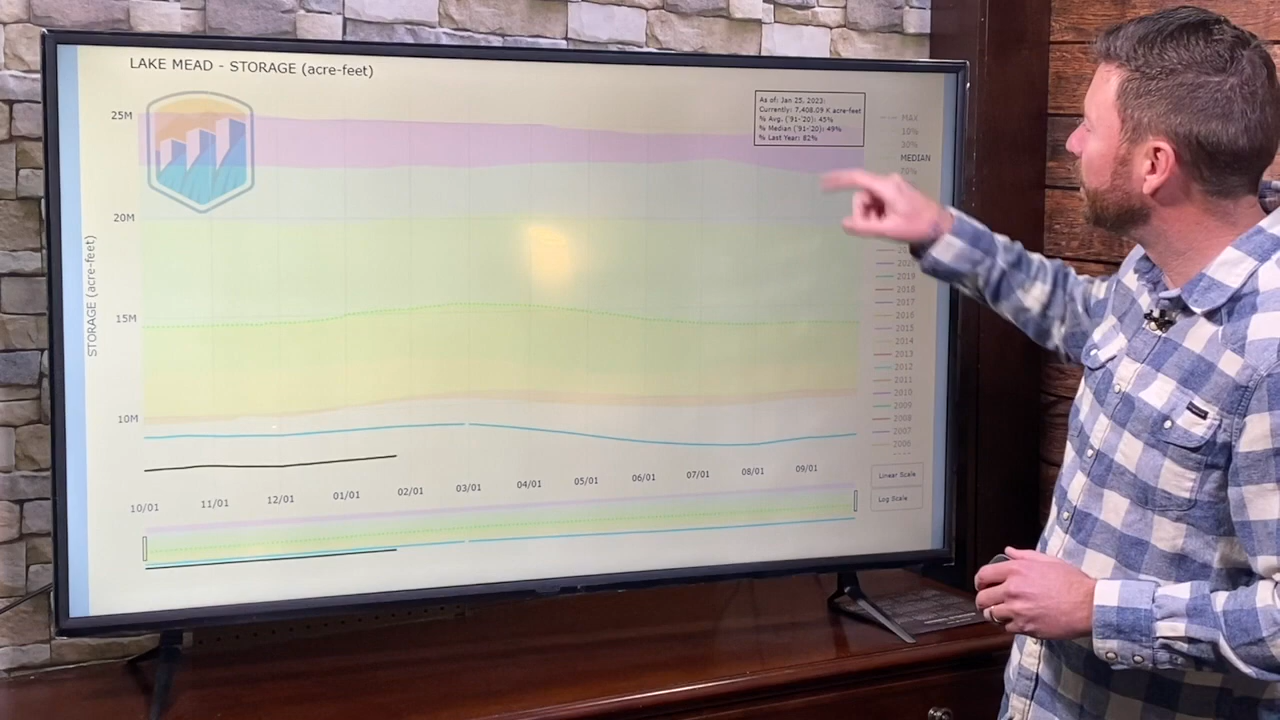 LAKE MEAD - STORAGE (acre-feet)
As of: Jan 25, 2023:
Currently: 7,408.09 K acre-feet
% Avg. ('91-'20): 45%
% Median ('91-'20): 49%
% Last Year: 82%
25M
20M
15M
10M
STORAGE (acre-feet)
MAX
10%
30%
MEDIAN
2019
2018
2017
2016
2015
2014
2013
2012
2011
2010
2009
2008
2007
2006
Linear Scale
Log Scale
10/01
11/01
12/01
01/01
02/01
03/01
04/01
05/01
06/01
07/01
08/01
09/01